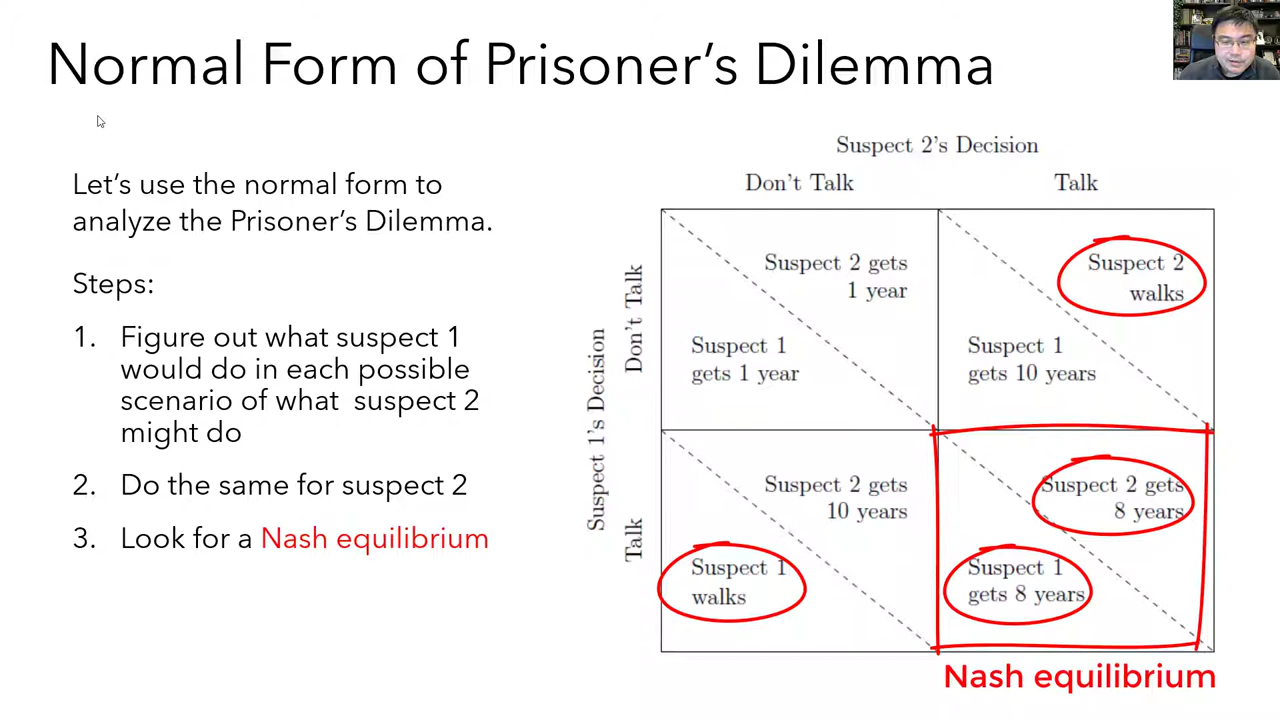 Normal Form of Prisoner's Dilemma
Let's use the normal form to
analyze the Prisoner's Dilemma.
Steps:
1. Figure out what suspect 1
would do in each possible
scenario of what suspect 2
might do
2. Do the same for suspect 2
3. Look for a Nash equilibrium
Suspect 2's Decision
Don't Talk
Talk
Suspect 1's Decision
Don't Talk
Talk
Suspect 2 gets
1 year
Suspect 1
gets 1 year
Suspect 2
walks
Suspect 1
gets 10 years
Suspect 2 gets
10 years
Suspect 1
walks
Suspect 2 gets
8 years
Suspect 1
gets 8 years
Nash equilibrium